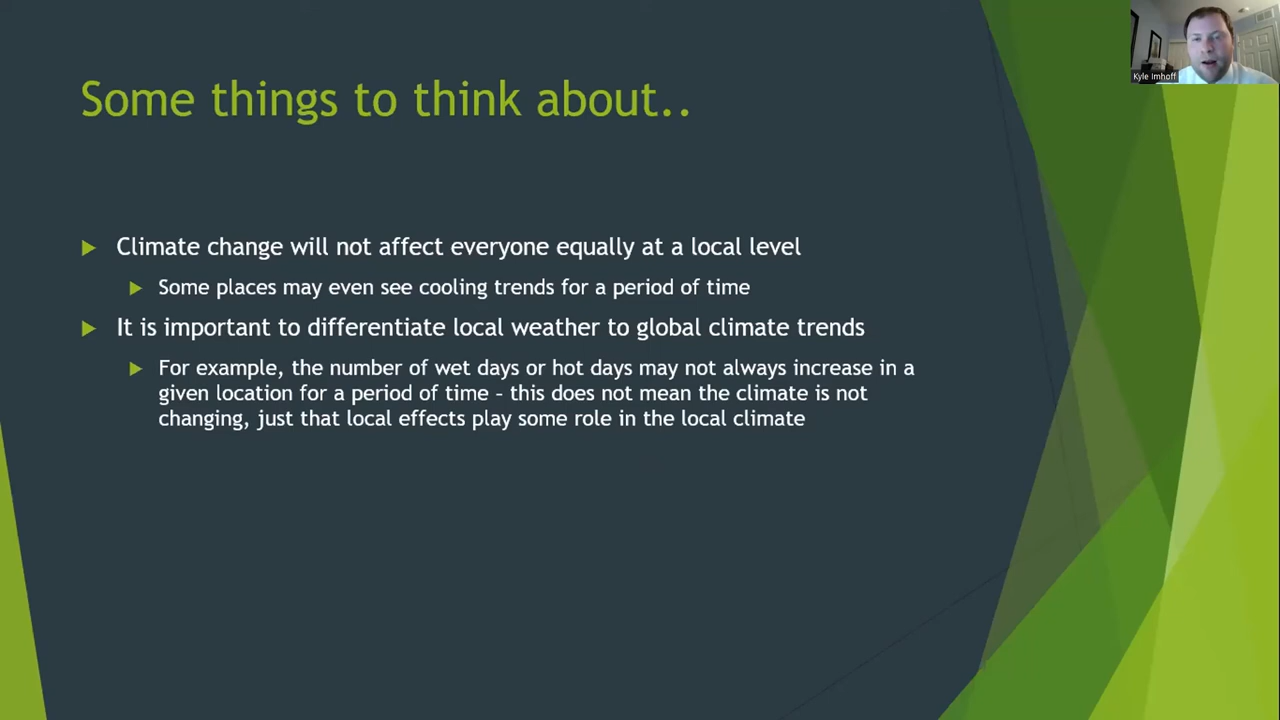 Some things to think about..
Kyle Imhoff
Climate change will not affect everyone equally at a local level
Some places may even see cooling trends for a period of time
It is important to differentiate local weather to global climate trends
For example, the number of wet days or hot days may not always increase in a
given location for a period of time – this does not mean the climate is not
changing, just that local effects play some role in the local climate